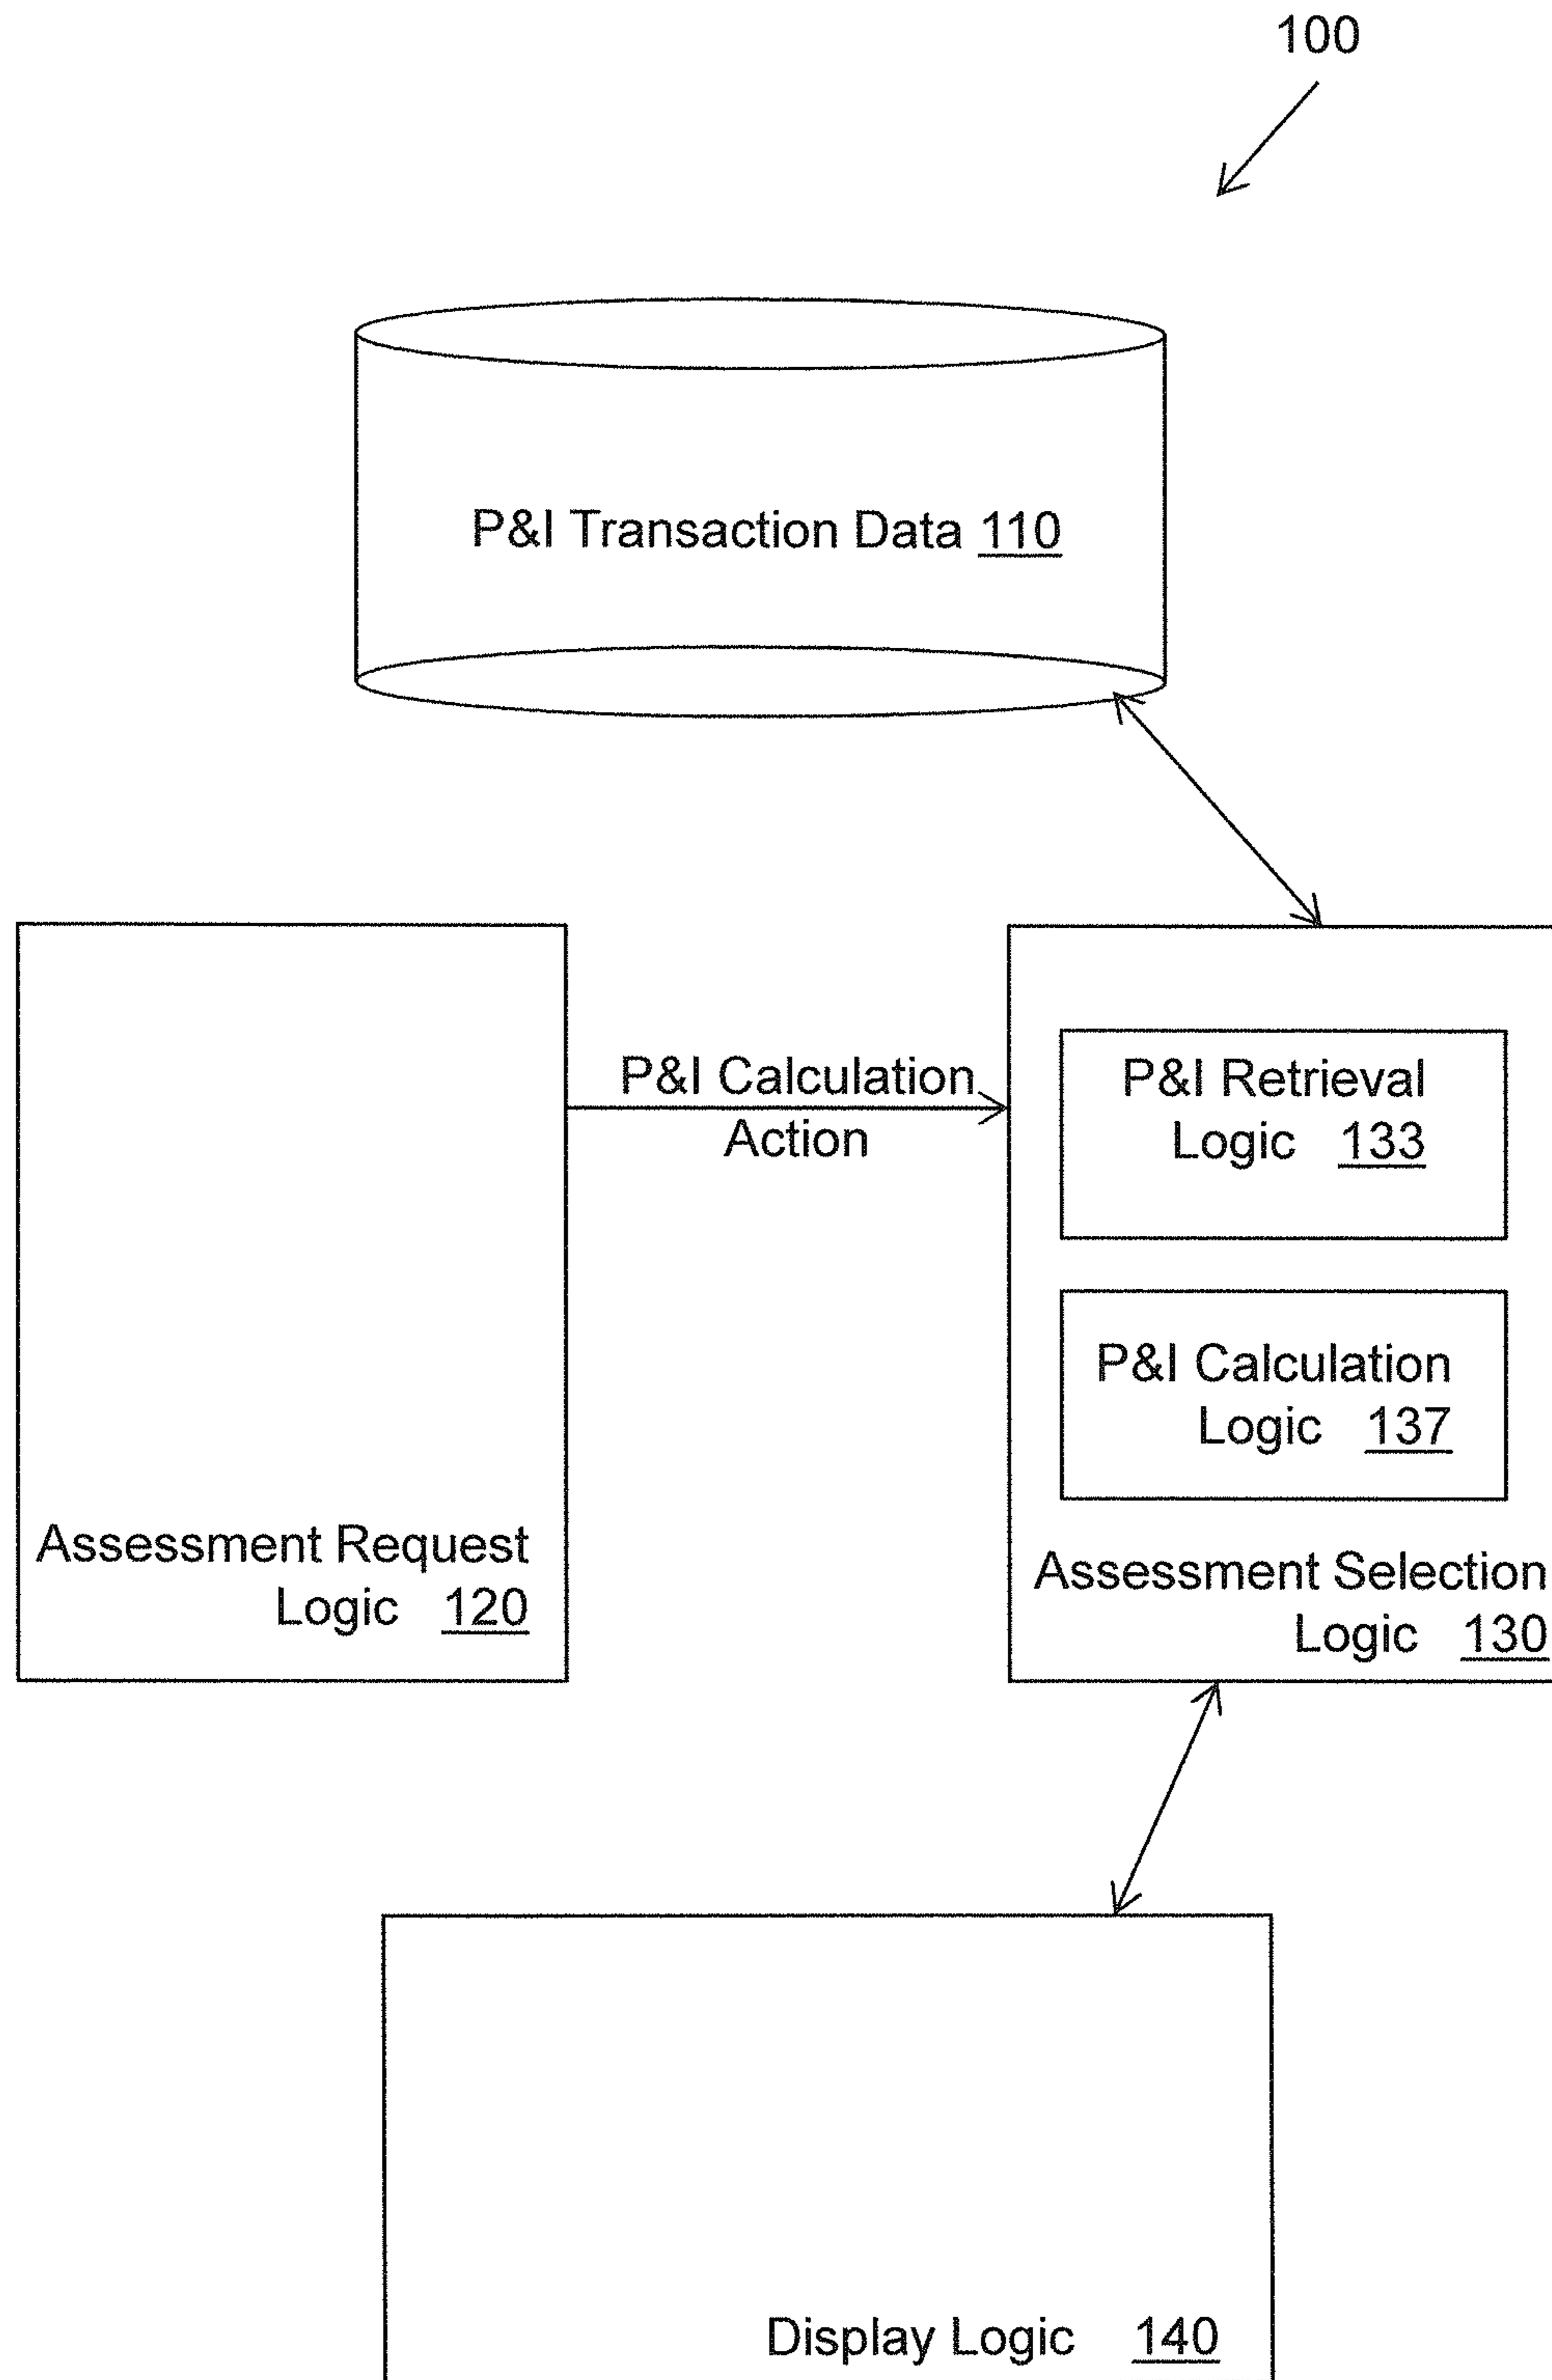 100
P&I Transaction Data 110
P&I Calculation
Action
P&I Retrieval
Logic 133
P&I Calculation
Logic 137
Assessment Request
Logic 120
Assessment Selection
Logic 130
Display Logic 140